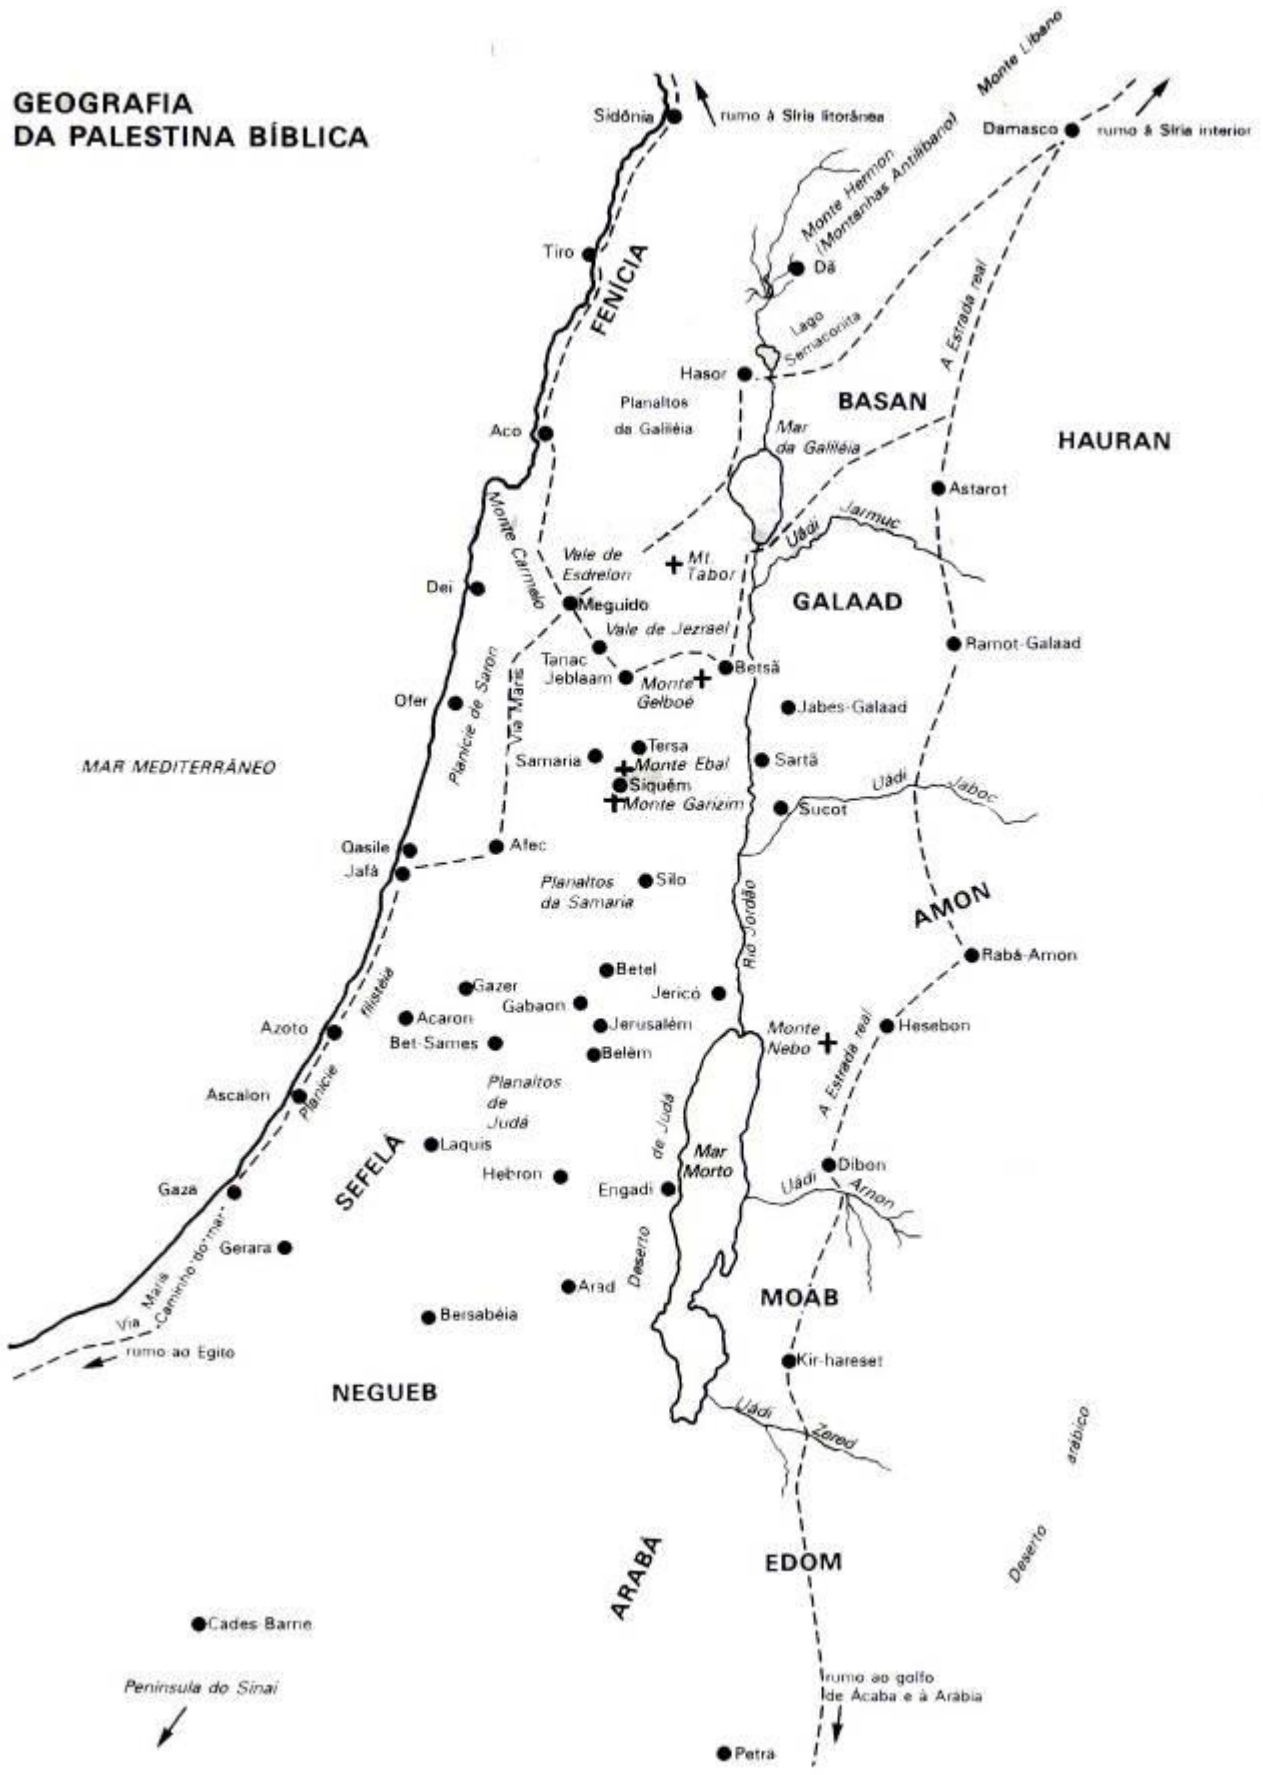 GEOGRAFIA
DA PALESTINA BÍBLICA
Monte Líbano
Sidônia
rumo à Síria litorânea
Damasco
rumo à Síria interior
Monte Hermon
(Montanhas Antilíbano)
Tiro
FENÍCIA
Dã
A Estrada real
Lago
Samaconita
Hasor
Planaltos
da Galiléia
BASAN
HAURAN
Aco
Mar
da Galiléia
Astarot
Uádi Jarmuc
Monte Carmelo
Vale de
Esdrelon
Mt.
Tabor
Dei
Meguido
GALAAD
Vale de Jezrael
Ramot-Galaad
Tanac
Jeblaam
Betsã
Monte
Gelboé
Ofer
Planície de Saron
Via Maris
Jabes-Galaad
MAR MEDITERRÂNEO
Samaria
Tersa
Monte Ebal
Sartã
Siquém
Monte Garizim
Uádi Jaboc
Sucot
Qasile
Jafá
Afec
Planaltos
da Samaria
Silo
Rio Jordão
AMON
Rabá-Amon
Betel
Gazer
Gabaon
Jericó
Planície filistéia
Azoto
Acaron
Jerusalém
Monte
Nebo
Hesebon
Bet-Sames
Belém
A Estrada real
Ascalon
Planaltos
de
Judá
Deserto de Judá
SEFELÁ
Laquis
Mar
Morto
Dibon
Hebron
Gaza
Engadi
Uádi Arnon
Gerara
Via Maris
"Caminho do mar"
Arad
MOAB
Bersabéia
rumo ao Egito
Kir-hareset
NEGUEB
Uádi Zered
Deserto arábico
ARABÁ
EDOM
Cades-Barne
Península do Sinai
rumo ao golfo
de Ácaba e à Arábia
Petra